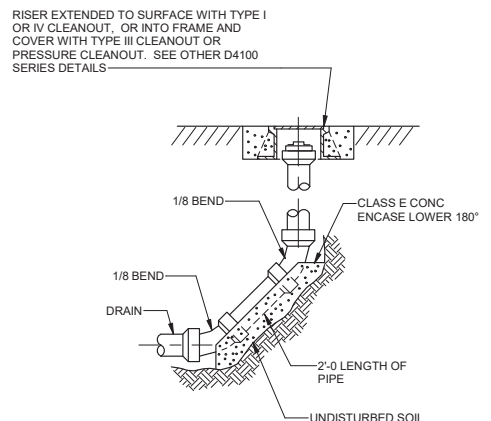 RISER EXTENDED TO SURFACE WITH TYPE I
OR IV CLEANOUT, OR INTO FRAME AND
COVER WITH TYPE III CLEANOUT OR
PRESSURE CLEANOUT. SEE OTHER D4100
SERIES DETAILS
1/8 BEND
CLASS E CONC
ENCASE LOWER 180°
1/8 BEND
DRAIN
2'-0 LENGTH OF
PIPE
UNDISTURBED SOIL